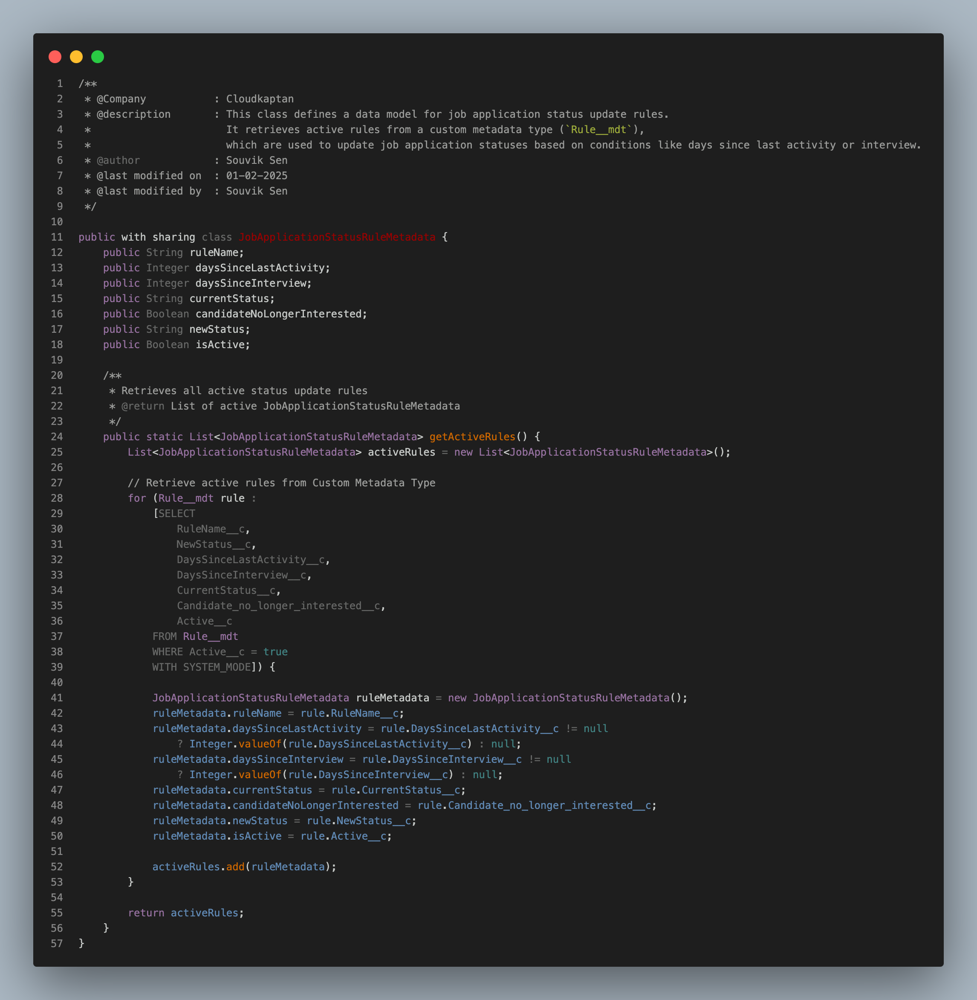 1 /**
2  * @Company           : Cloudkaptan
3  * @description       : This class defines a data model for job application status update rules.
4  *                      It retrieves active rules from a custom metadata type (`Rule__mdt`),
5  *                      which are used to update job application statuses based on conditions like days since last activity or interview.
6  * @author            : Souvik Sen
7  * @last modified on  : 01-02-2025
8  * @last modified by  : Souvik Sen
9  */
10
11 public with sharing class JobApplicationStatusRuleMetadata {
12     public String ruleName;
13     public Integer daysSinceLastActivity;
14     public Integer daysSinceInterview;
15     public String currentStatus;
16     public Boolean candidateNoLongerInterested;
17     public String newStatus;
18     public Boolean isActive;
19
20     /**
21      * Retrieves all active status update rules
22      * @return List of active JobApplicationStatusRuleMetadata
23      */
24     public static List<JobApplicationStatusRuleMetadata> getActiveRules() {
25         List<JobApplicationStatusRuleMetadata> activeRules = new List<JobApplicationStatusRuleMetadata>();
26
27         // Retrieve active rules from Custom Metadata Type
28         for (Rule__mdt rule :
29             [SELECT
30                 RuleName__c,
31                 NewStatus__c,
32                 DaysSinceLastActivity__c,
33                 DaysSinceInterview__c,
34                 CurrentStatus__c,
35                 Candidate_no_longer_interested__c,
36                 Active__c
37             FROM Rule__mdt
38             WHERE Active__c = true
39             WITH SYSTEM_MODE]) {
40
41             JobApplicationStatusRuleMetadata ruleMetadata = new JobApplicationStatusRuleMetadata();
42             ruleMetadata.ruleName = rule.RuleName__c;
43             ruleMetadata.daysSinceLastActivity = rule.DaysSinceLastActivity__c != null
44                 ? Integer.valueOf(rule.DaysSinceLastActivity__c) : null;
45             ruleMetadata.daysSinceInterview = rule.DaysSinceInterview__c != null
46                 ? Integer.valueOf(rule.DaysSinceInterview__c) : null;
47             ruleMetadata.currentStatus = rule.CurrentStatus__c;
48             ruleMetadata.candidateNoLongerInterested = rule.Candidate_no_longer_interested__c;
49             ruleMetadata.newStatus = rule.NewStatus__c;
50             ruleMetadata.isActive = rule.Active__c;
51
52             activeRules.add(ruleMetadata);
53         }
54
55         return activeRules;
56     }
57 }